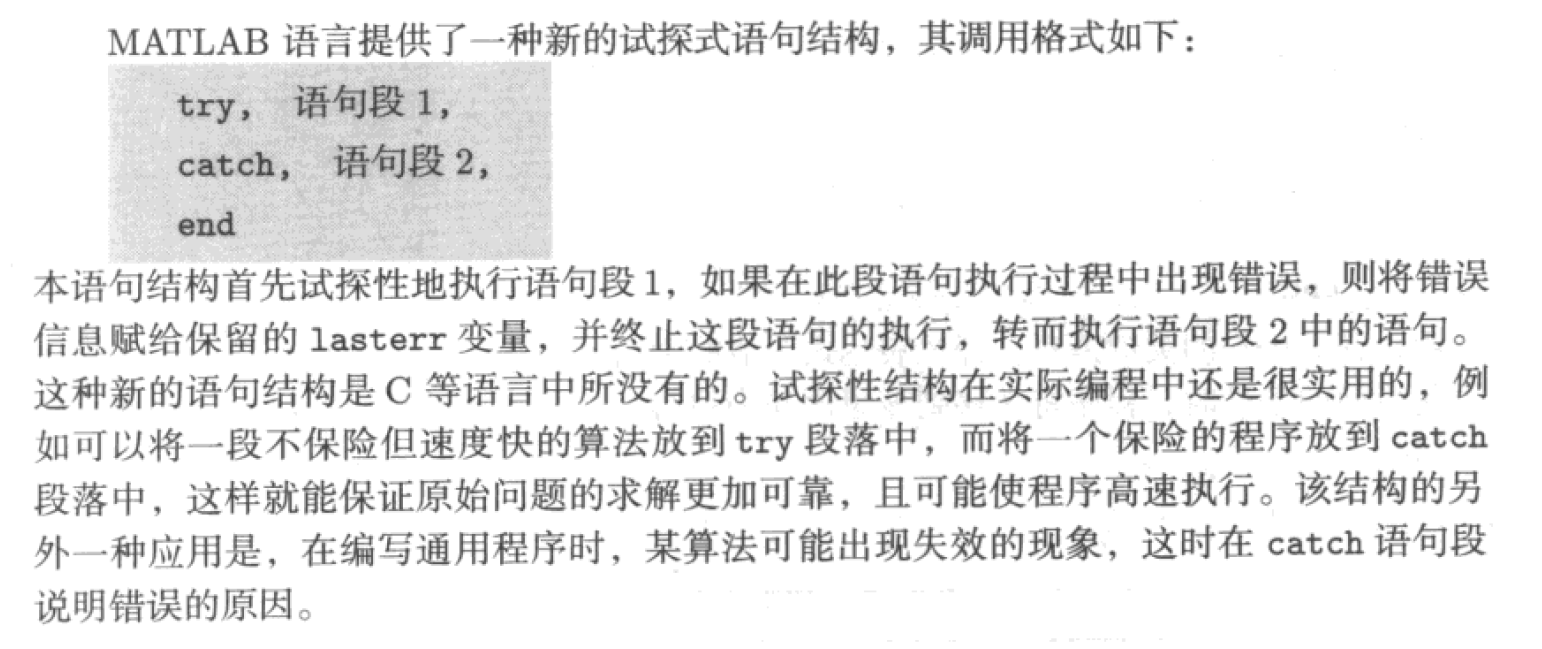 MATLAB 语言提供了一种新的试探式语句结构，其调用格式如下：
try， 语句段 1，
catch， 语句段 2，
end
本语句结构首先试探性地执行语句段 1，如果在此段语句执行过程中出现错误，则将错误
信息赋给保留的 lasterr 变量，并终止这段语句的执行，转而执行语句段 2 中的语句。
这种新的语句结构是 C 等语言中所没有的。试探性结构在实际编程中还是很实用的，例
如可以将一段不保险但速度快的算法放到 try 段落中，而将一个保险的程序放到 catch
段落中，这样就能保证原始问题的求解更加可靠，且可能使程序高速执行。该结构的另
外一种应用是，在编写通用程序时，某算法可能出现失效的现象，这时在 catch 语句段
说明错误的原因。